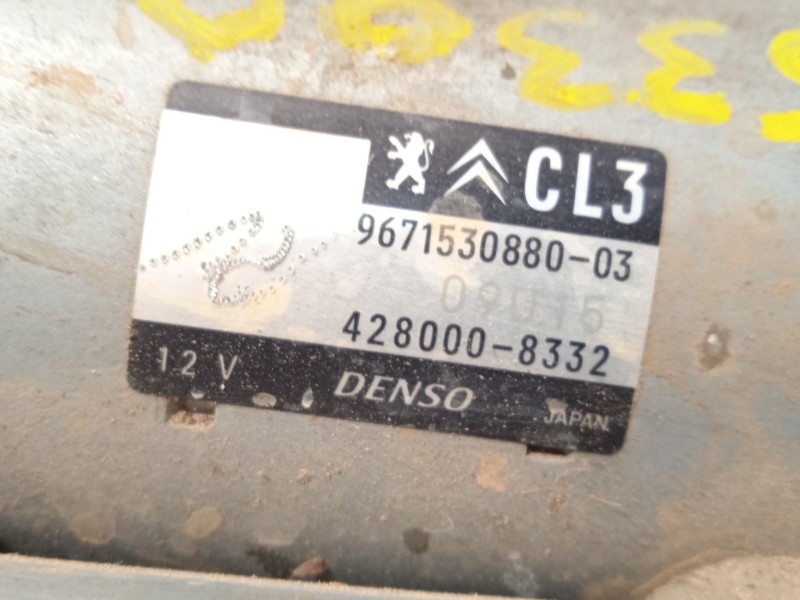 CL3
9671530880-03
09U15
428000-8332
12 V
DENSO
JAPAN